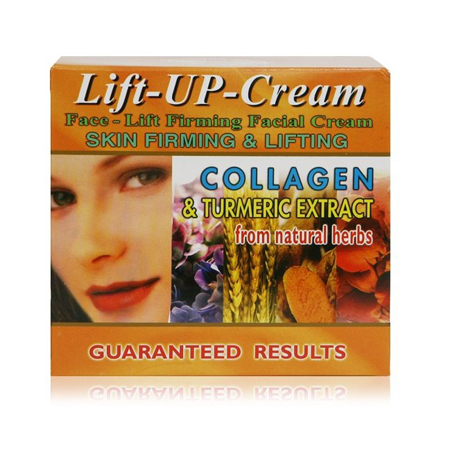 Lift-UP-Cream
Face - Lift Firming Facial Cream
SKIN FIRMING & LIFTING
COLLAGEN
& TURMERIC EXTRACT
from natural herbs
GUARANTEED RESULTS